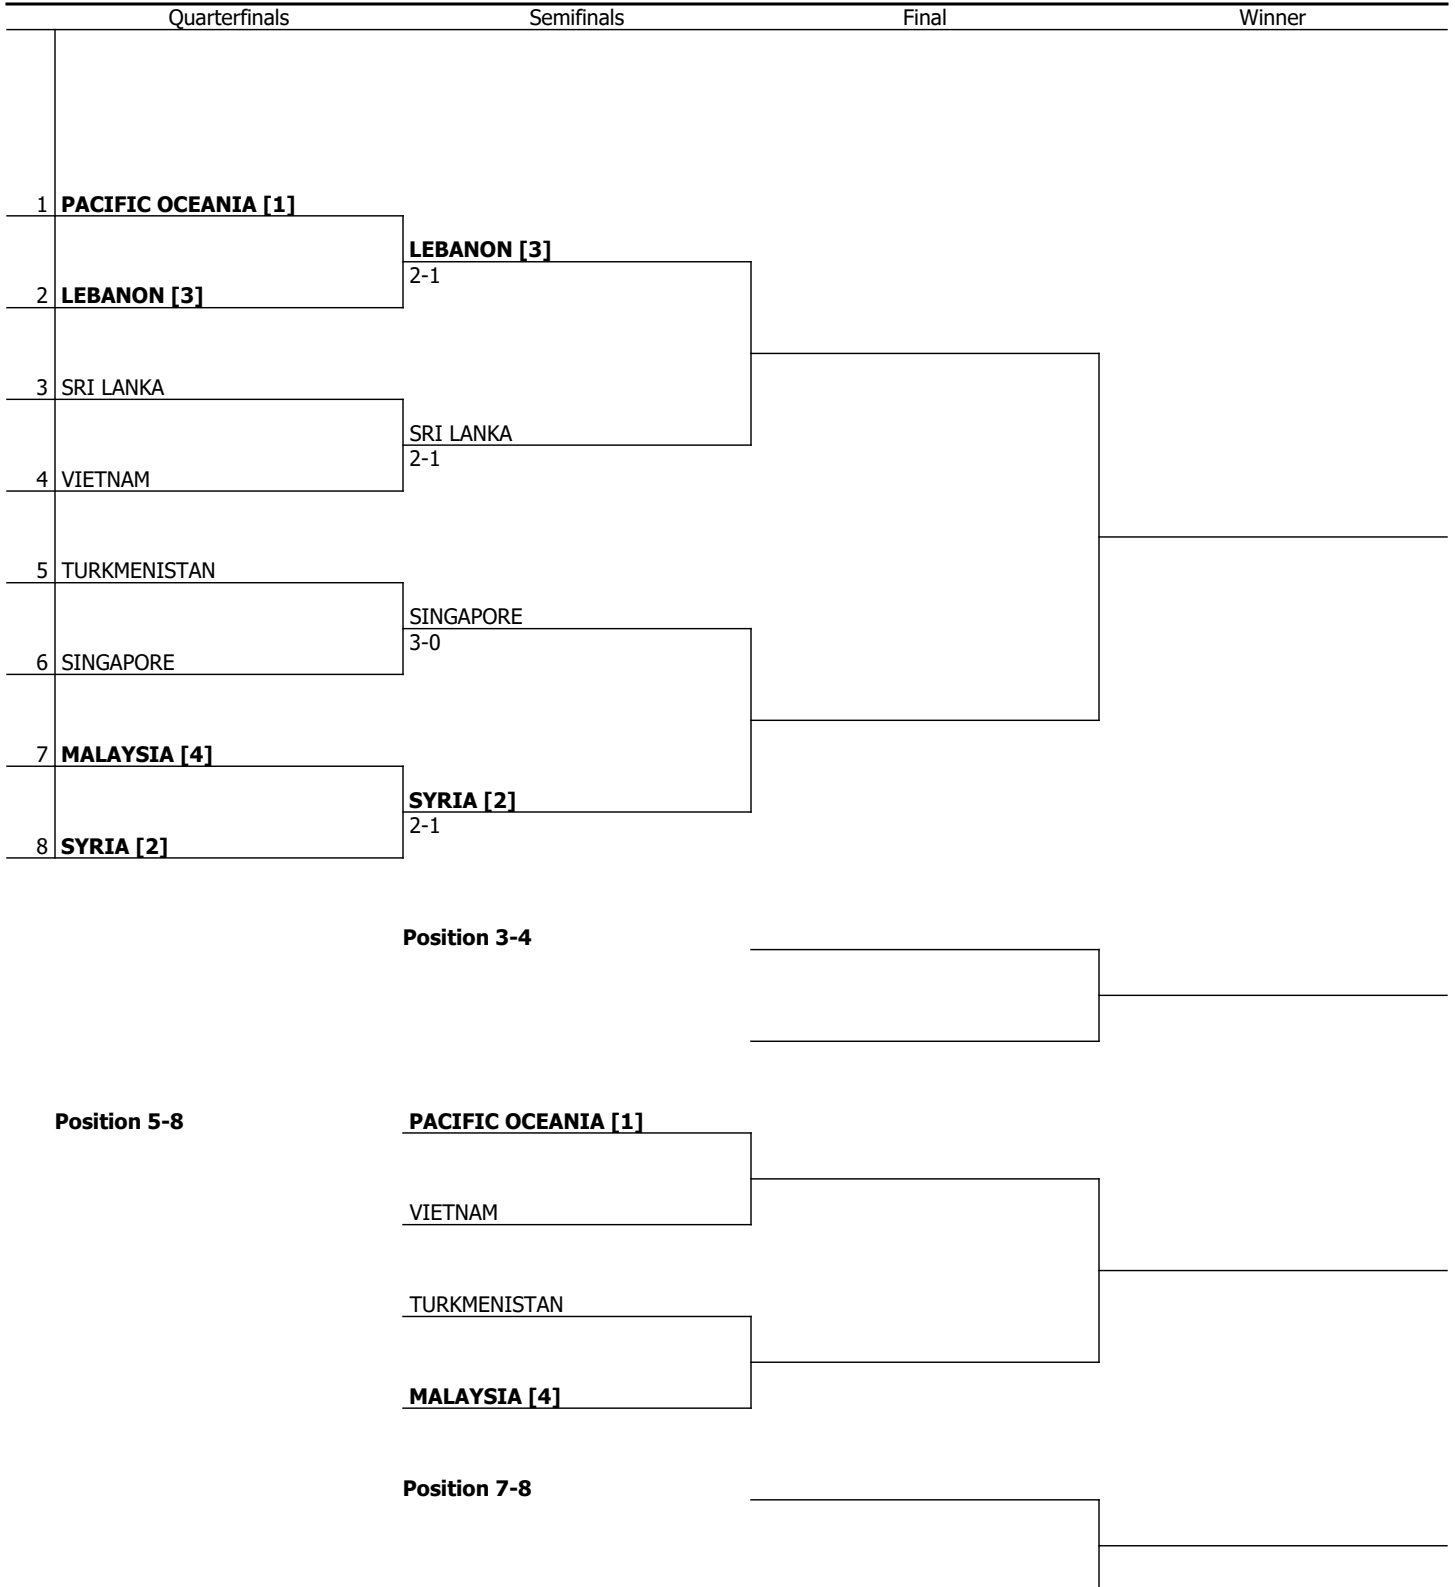 Quarterfinals Semifinals Final Winner
1 PACIFIC OCEANIA [1]
LEBANON [3]
2-1
2 LEBANON [3]
3 SRI LANKA
SRI LANKA
2-1
4 VIETNAM
5 TURKMENISTAN
SINGAPORE
3-0
6 SINGAPORE
7 MALAYSIA [4]
SYRIA [2]
2-1
8 SYRIA [2]
Position 3-4
Position 5-8 PACIFIC OCEANIA [1]
VIETNAM
TURKMENISTAN
MALAYSIA [4]
Position 7-8